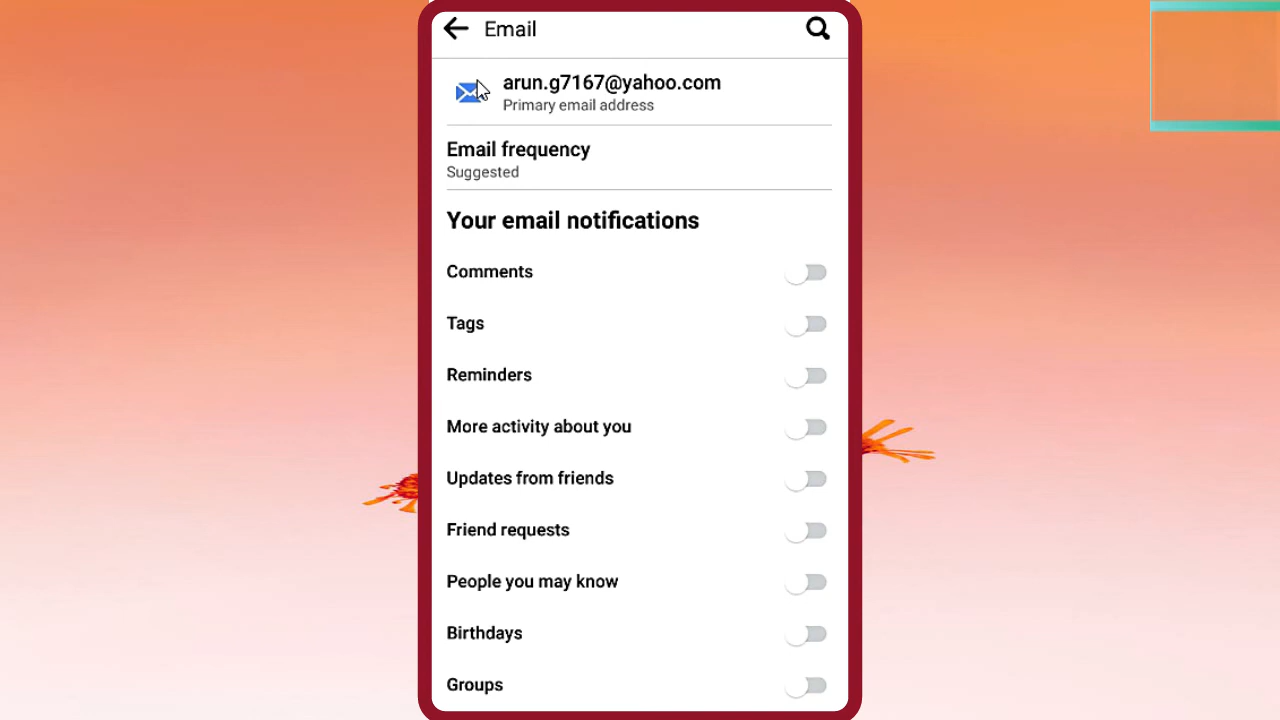 Email
arun.g7167@yahoo.com
Primary email address
Email frequency
Suggested
Your email notifications
Comments
Tags
Reminders
More activity about you
Updates from friends
Friend requests
People you may know
Birthdays
Groups